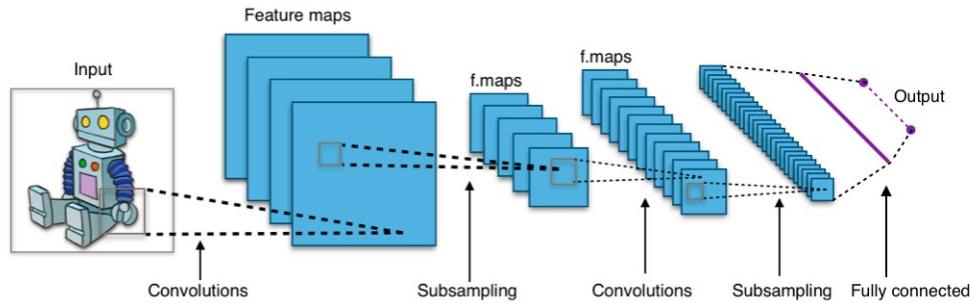 Feature maps
Input
f.maps
f.maps
Output
Convolutions
Subsampling
Convolutions
Subsampling
Fully connected